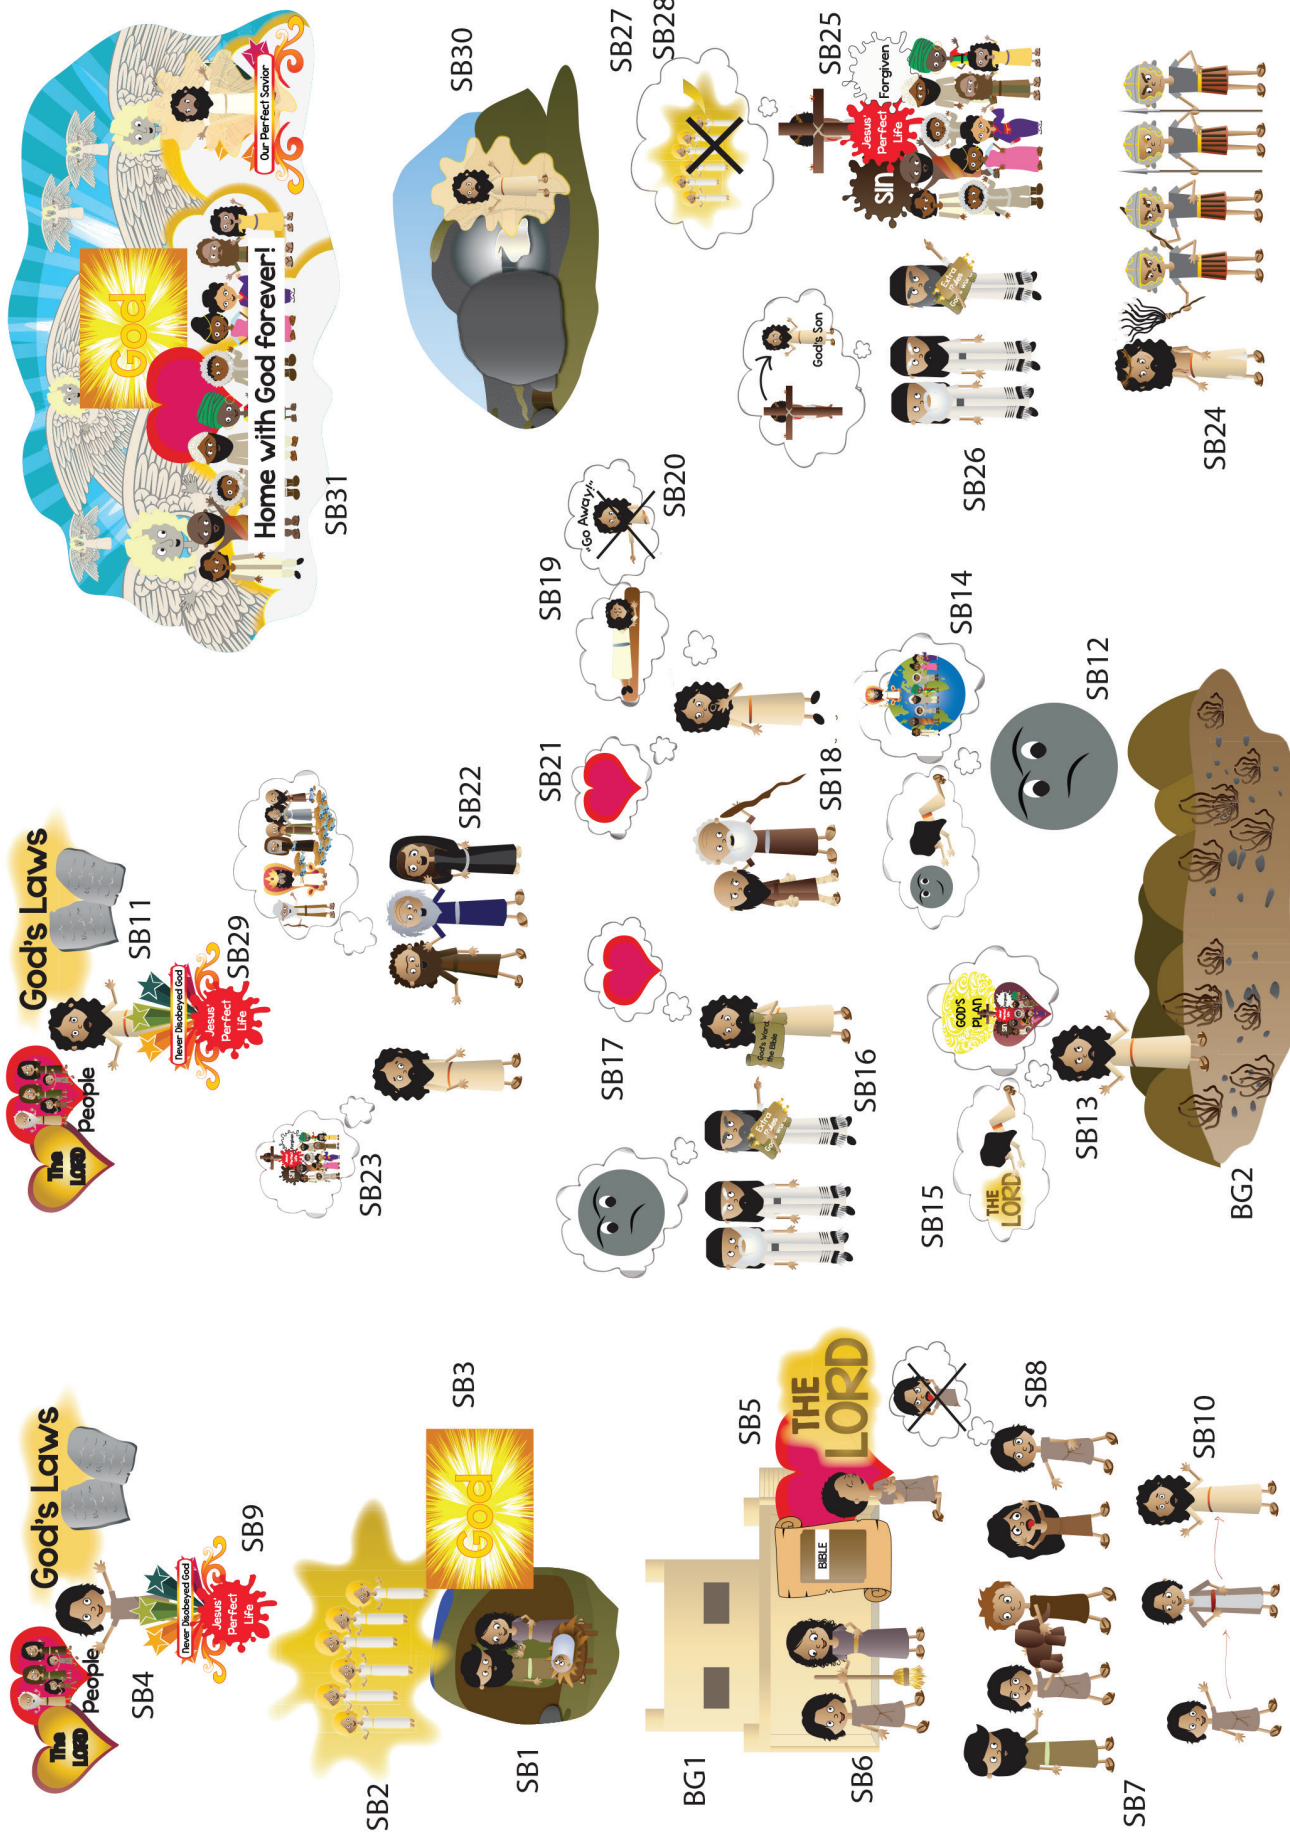 The
LORD
People
God's Laws
SB4
Never Disobeyed God
Jesus'
Perfect
Life
SB9
SB2
God
SB3
SB1
BG1
SB5
THE
LORD
BIBLE
SB6
SB8
SB7
SB10
The
LORD
People
God's Laws
SB11
Never Disobeyed God
Jesus'
Perfect
Life
SB29
SB23
SB22
SB17
SB21
SB19
"Go Away!"
SB20
Extra
Rules
God's Word
the Bible
SB16
SB18
SB15
THE
LORD
GOD'S
PLAN
SB13
SB14
SB12
BG2
God
Our Perfect Savior
Home with God forever!
SB31
SB30
SB27
SB28
God's Son
SB25
SIN
Jesus'
Perfect
Life
Forgiven
Extra
Rules
SB26
SB24